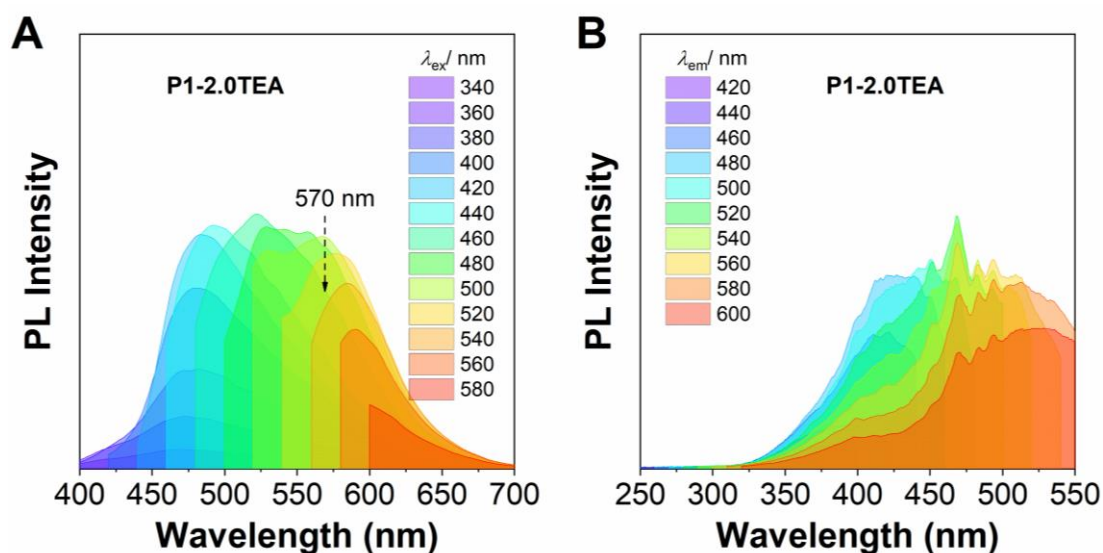 A
P1-2.0TEA
λex/ nm
340
360
380
400
420
440
460
480
500
520
540
560
580
570 nm
PL Intensity
400 450 500 550 600 650 700
Wavelength (nm)
B
λem/ nm
P1-2.0TEA
420
440
460
480
500
520
540
560
580
600
PL Intensity
250 300 350 400 450 500 550
Wavelength (nm)